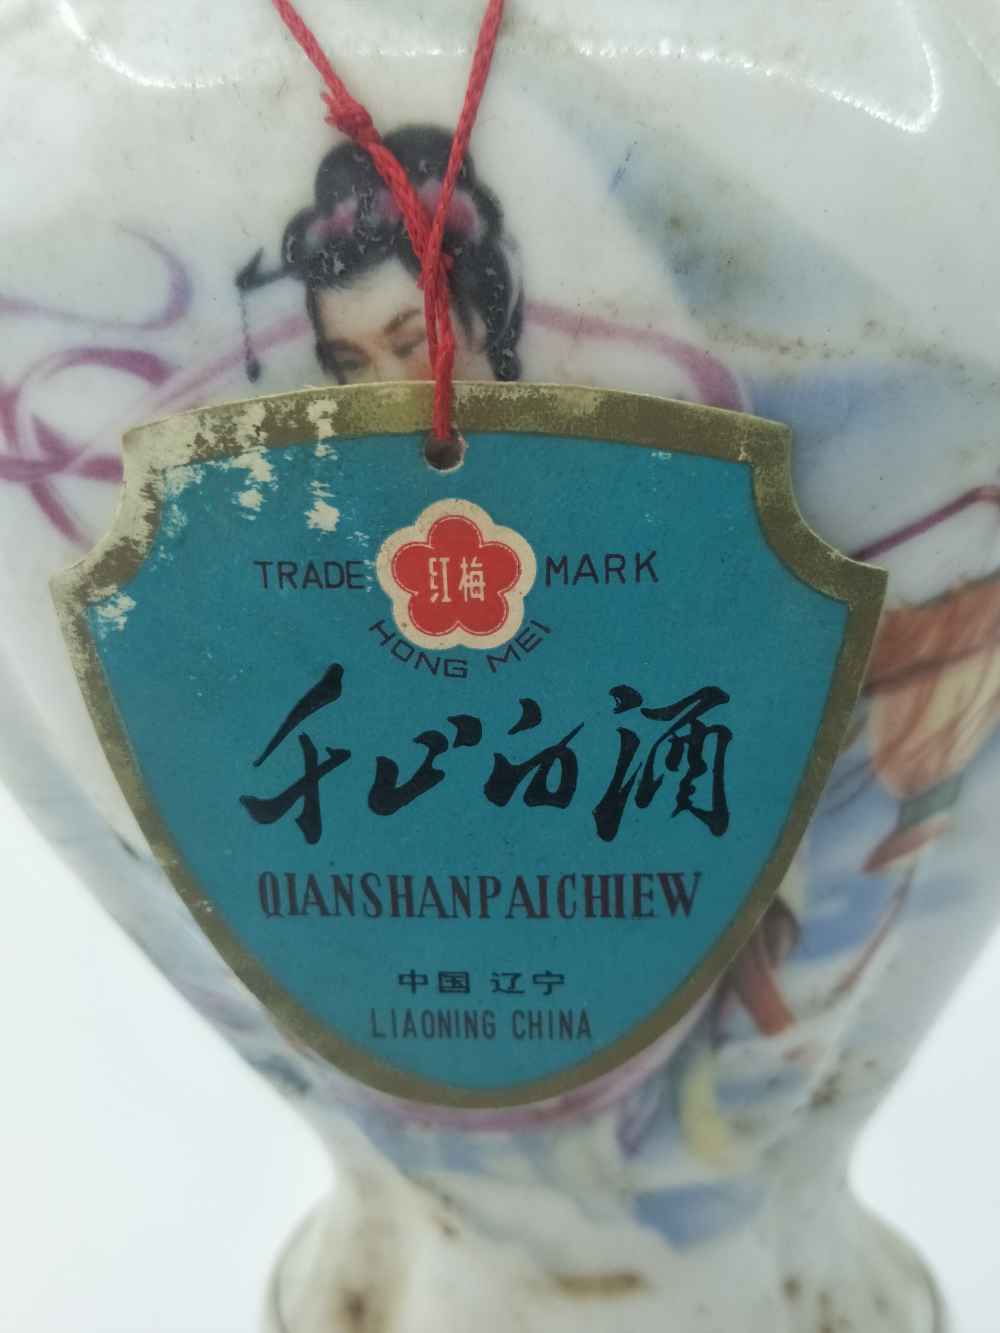 TRADE 红梅 MARK
HONG MEI
千山白酒
QIANSHANPAICHIEW
中国 辽宁
LIAONING CHINA